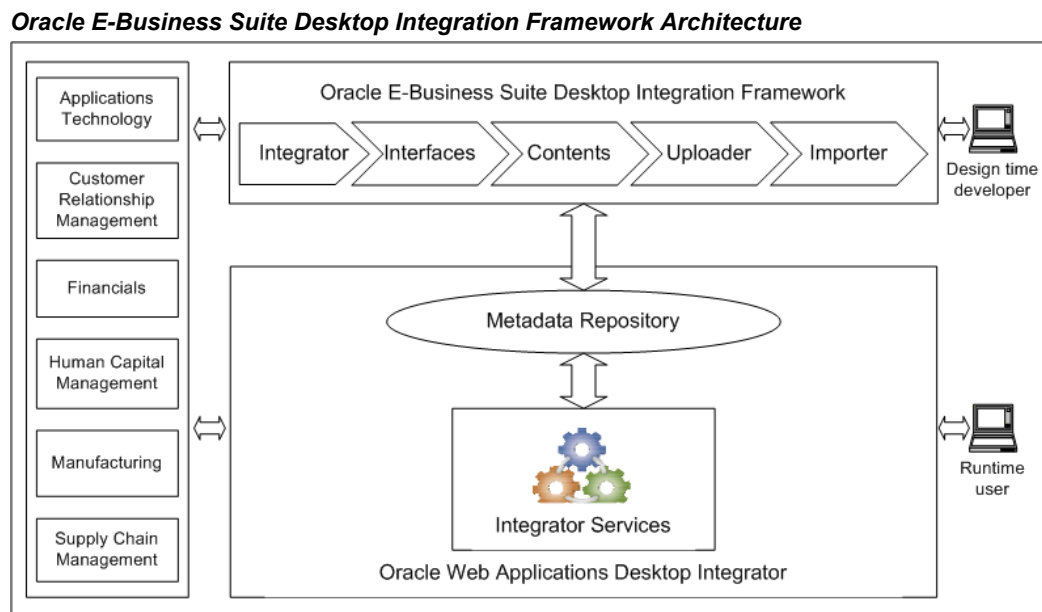 Oracle E-Business Suite Desktop Integration Framework Architecture
Applications
Technology
Customer
Relationship
Management
Financials
Human Capital
Management
Manufacturing
Supply Chain
Management
Oracle E-Business Suite Desktop Integration Framework
Integrator
Interfaces
Contents
Uploader
Importer
Design time
developer
Metadata Repository
Integrator Services
Oracle Web Applications Desktop Integrator
Runtime
user